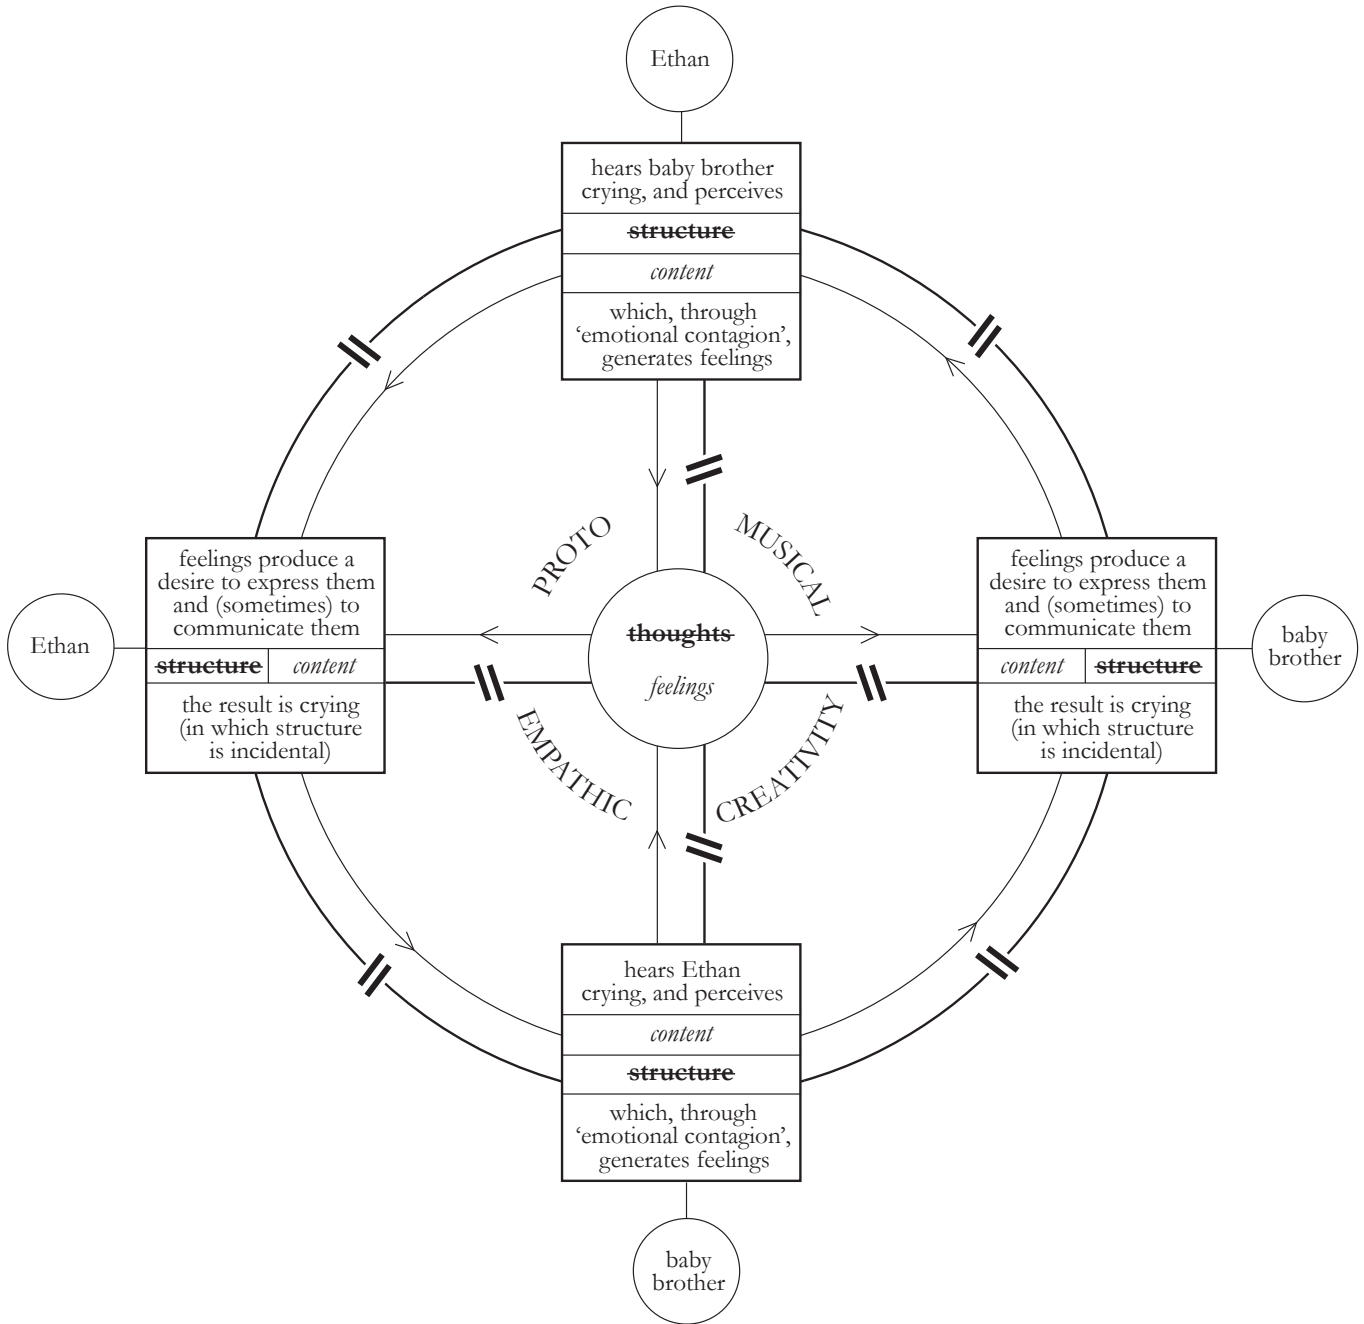 Ethan
hears baby brother
crying, and perceives
structure
content
which, through
‘emotional contagion’,
generates feelings
PROTO
MUSICAL
feelings produce a
desire to express them
and (sometimes) to
communicate them
structure
content
the result is crying
(in which structure
is incidental)
Ethan
thoughts
feelings
feelings produce a
desire to express them
and (sometimes) to
communicate them
content
structure
the result is crying
(in which structure
is incidental)
baby
brother
EMPATHIC
CREATIVITY
hears Ethan
crying, and perceives
content
structure
which, through
‘emotional contagion’,
generates feelings
baby
brother